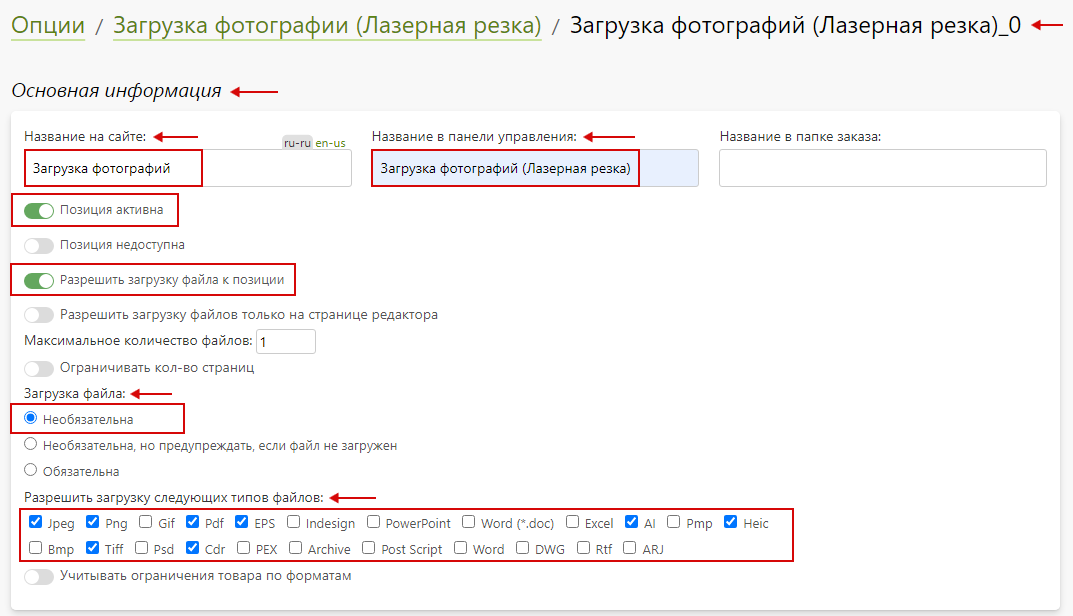 Опции / Загрузка фотографии (Лазерная резка) / Загрузка фотографий (Лазерная резка)_0
Основная информация
Название на сайте: ru-ru en-us Название в панели управления: Название в папке заказа:
Загрузка фотографий Загрузка фотографий (Лазерная резка)
Позиция активна
Позиция недоступна
Разрешить загрузку файла к позиции
Разрешить загрузку файлов только на странице редактора
Максимальное количество файлов: 1
Ограничивать кол-во страниц
Загрузка файла:
Необязательна
Необязательна, но предупреждать, если файл не загружен
Обязательна
Разрешить загрузку следующих типов файлов:
Jpeg Png Gif Pdf EPS Indesign PowerPoint Word (*.doc) Excel AI Pmp Heic
Bmp Tiff Psd Cdr PEX Archive Post Script Word DWG Rtf ARJ
Учитывать ограничения товара по форматам